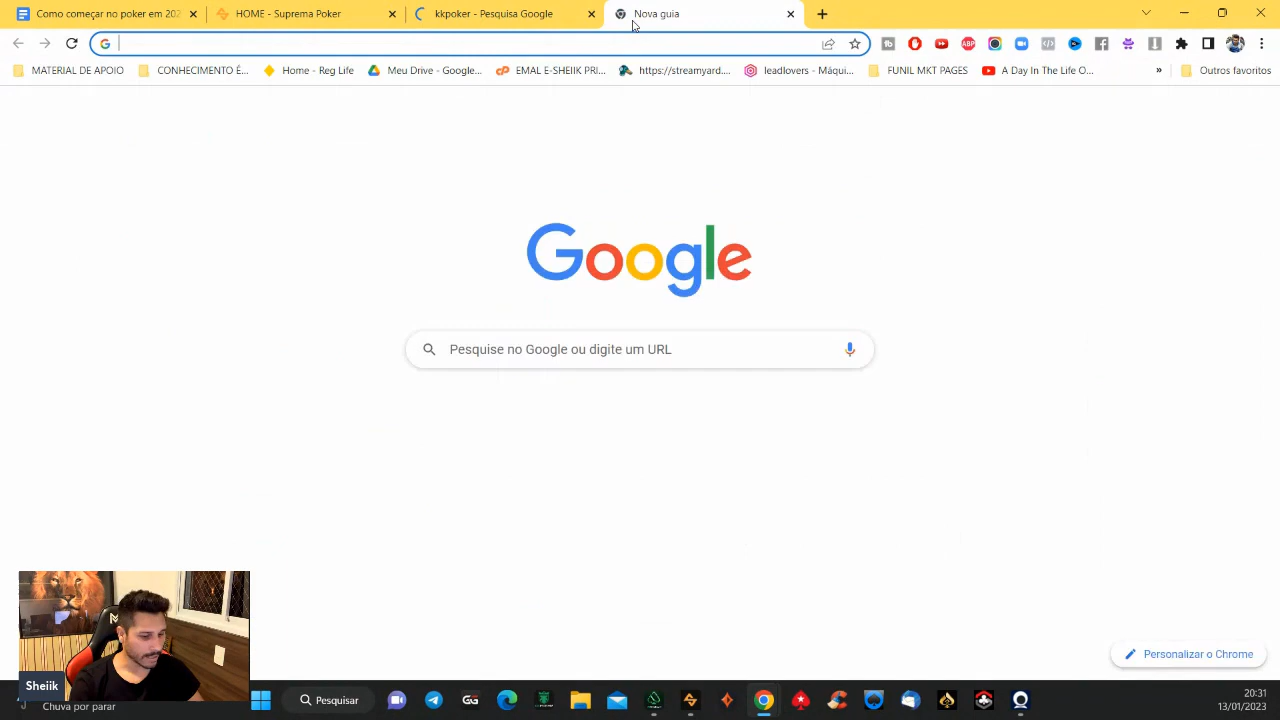 Como começar no poker em 202
HOME - Suprema Poker
kkpoker - Pesquisa Google
Nova guia
MATERIAL DE APOIO
CONHECIMENTO É...
Home - Reg Life
Meu Drive - Google...
EMAL E-SHEIIK PRI...
https://streamyard....
leadlovers - Máqui...
FUNIL MKT PAGES
A Day In The Life O...
»
Outros favoritos
Google
Pesquise no Google ou digite um URL
Personalizar o Chrome
Sheiik
Chuva por parar
Pesquisar
20:31
13/01/2023